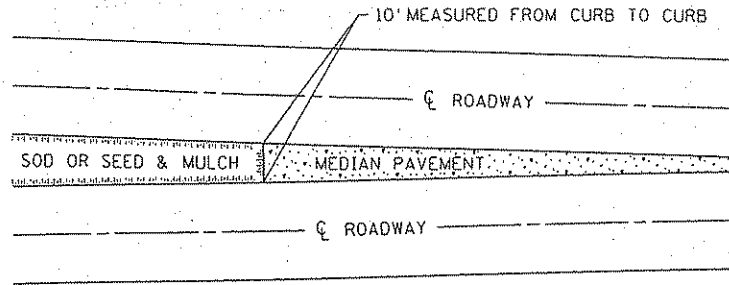 10' MEASURED FROM CURB TO CURB
℄ ROADWAY
SOD OR SEED & MULCH
MEDIAN PAVEMENT
℄ ROADWAY